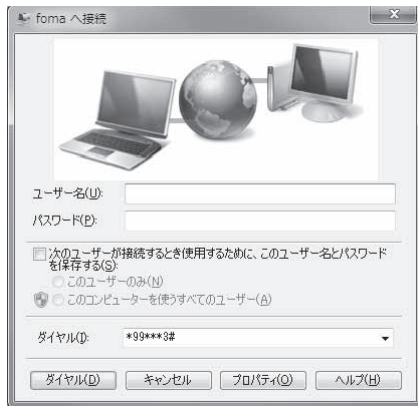 foma へ接続
ユーザー名(U):
パスワード(P):
次のユーザーが接続するとき使用するために、このユーザー名とパスワード
を保存する(S):
このユーザーのみ(N)
このコンピューターを使うすべてのユーザー(A)
ダイヤル(I): *99***3#
ダイヤル(D) キャンセル プロパティ(O) ヘルプ(H)